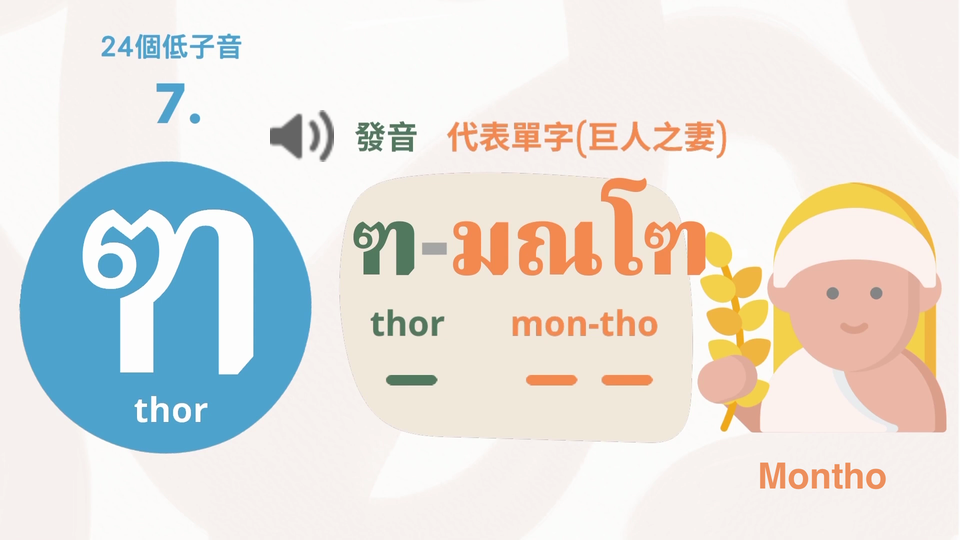 24個低子音
7.
發音 代表單字(巨人之妻)
ฑ
thor
ฑ-มณโฑ
thor mon-tho
Montho